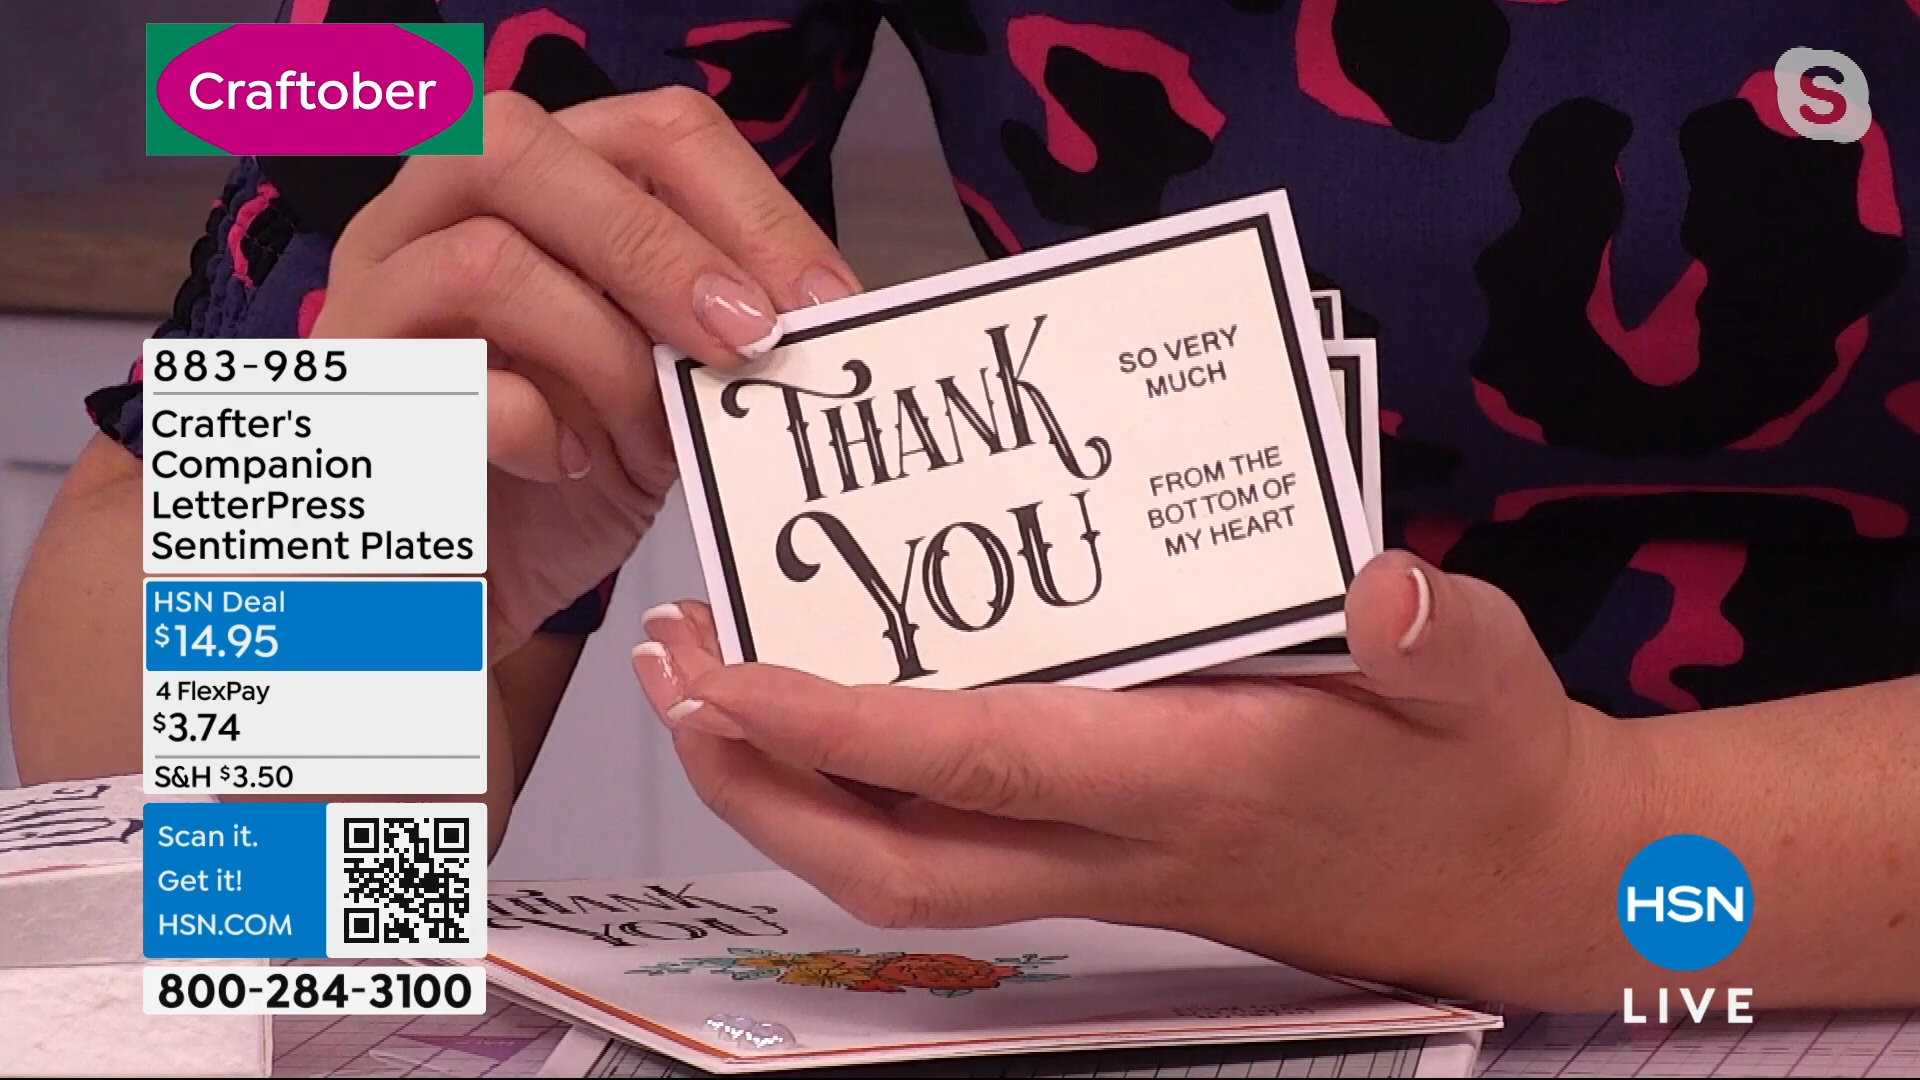 Craftober
S
883-985
Crafter's
Companion
LetterPress
Sentiment Plates
HSN Deal
$14.95
4 FlexPay
$3.74
S&H $3.50
Scan it.
Get it!
HSN.COM
800-284-3100
THANK
YOU
SO VERY
MUCH
FROM THE
BOTTOM OF
MY HEART
THANK
YOU
HSN
LIVE